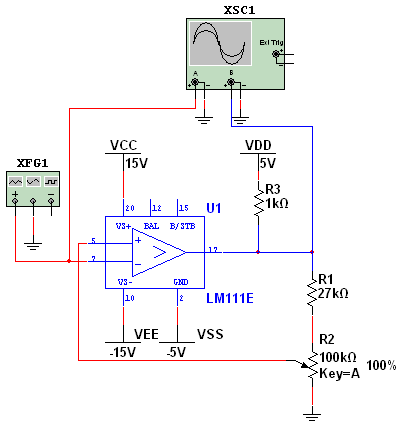 XSC1
Ext Trig
+
-
A
B
+ - + -
XFG1
+ -
VCC
15V
VDD
5V
R3
1kΩ
20 12 15
U1
VS+ BAL B/STB
5
+
17
7
-
VS- GND
LM111E
10 2
VEE
-15V
VSS
-5V
R1
27kΩ
R2
100kΩ
100%
Key=A